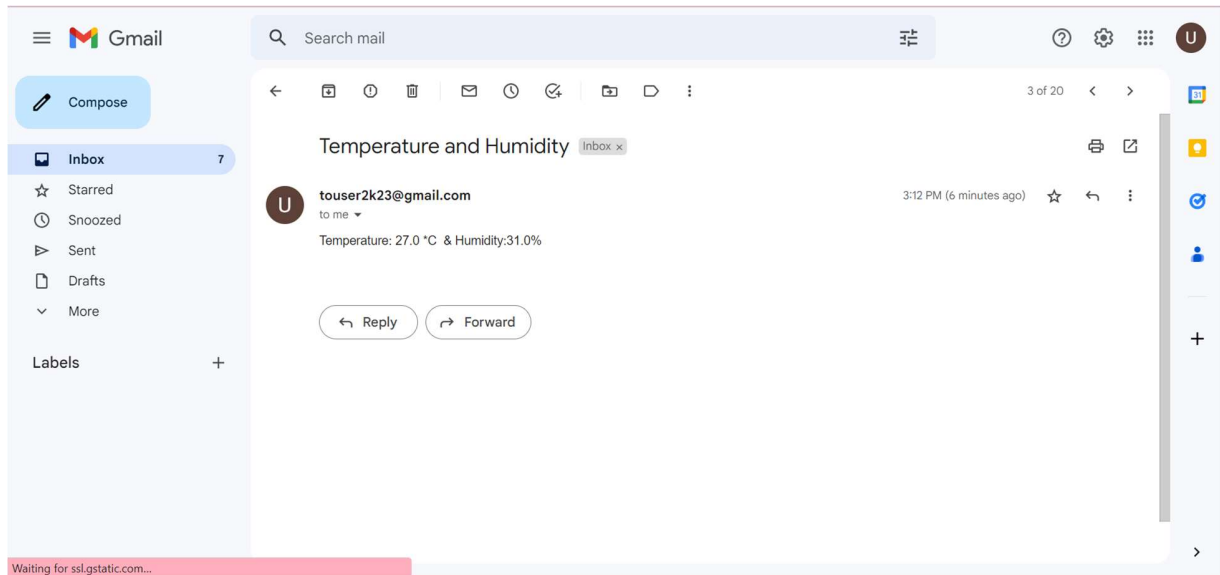 Gmail
Search mail
U
Compose
3 of 20
31
Temperature and Humidity Inbox x
Inbox 7
Starred
Snoozed
Sent
Drafts
More
Labels +
U
touser2k23@gmail.com 3:12 PM (6 minutes ago)
to me
Temperature: 27.0 °C & Humidity:31.0%
Reply Forward
Waiting for ssl.gstatic.com...